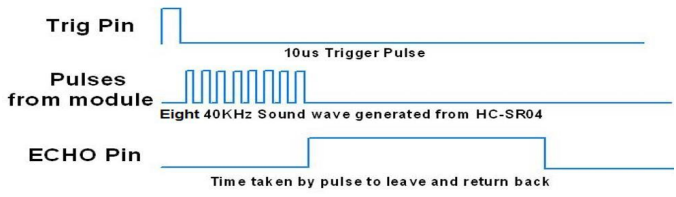 Trig Pin
10us Trigger Pulse
Pulses
from module
Eight 40KHz Sound wave generated from HC-SR04
ECHO Pin
Time taken by pulse to leave and return back